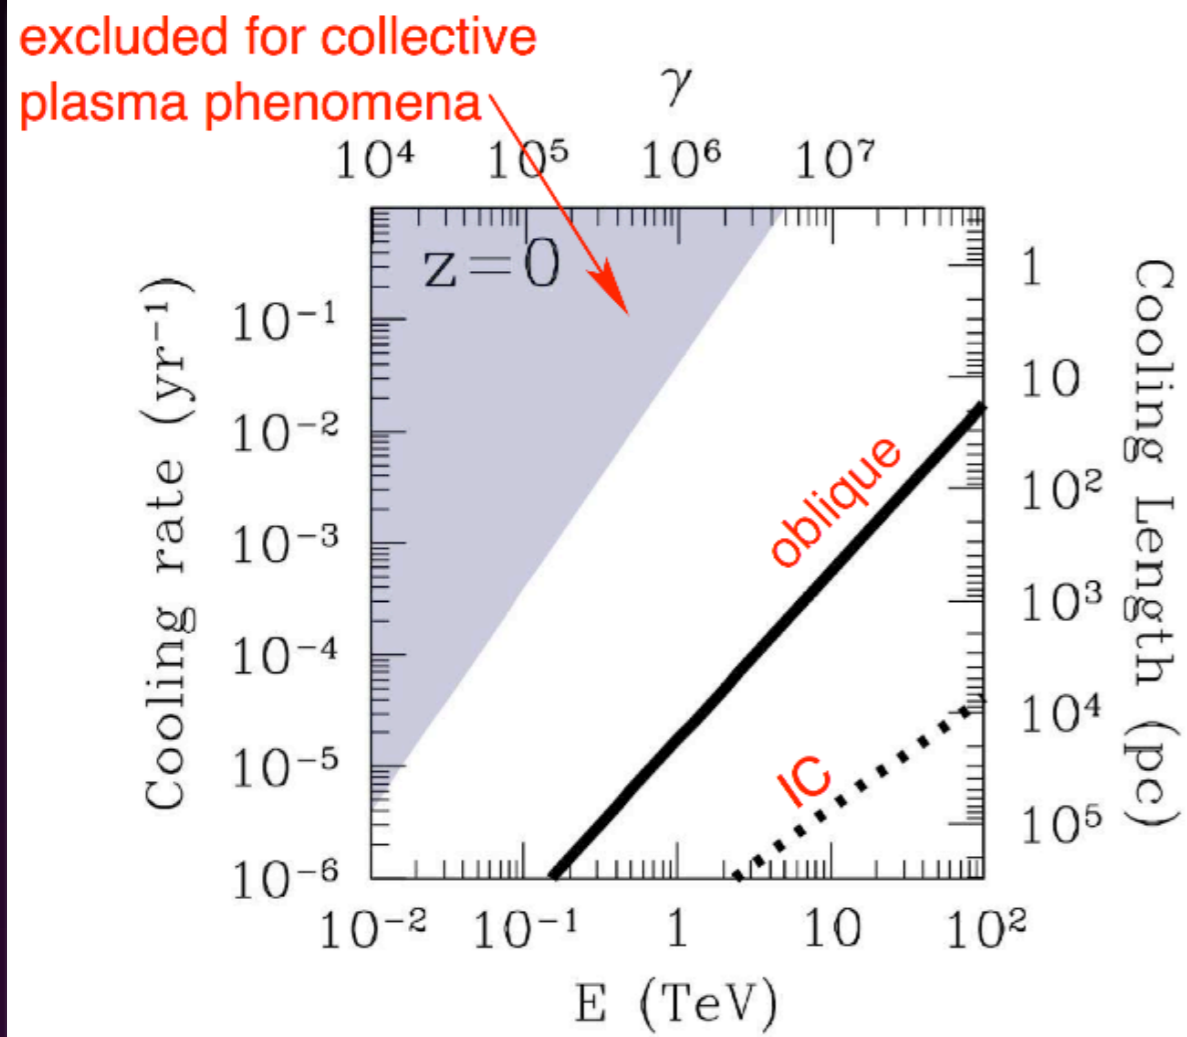 excluded for collective
plasma phenomena
γ
10⁴ 10⁵ 10⁶ 10⁷
z=0
Cooling rate (yr⁻¹)
10⁻¹
10⁻²
10⁻³
10⁻⁴
10⁻⁵
10⁻⁶
oblique
IC
1
10
10²
10³
10⁴
10⁵
Cooling Length (pc)
10⁻² 10⁻¹ 1 10 10²
E (TeV)